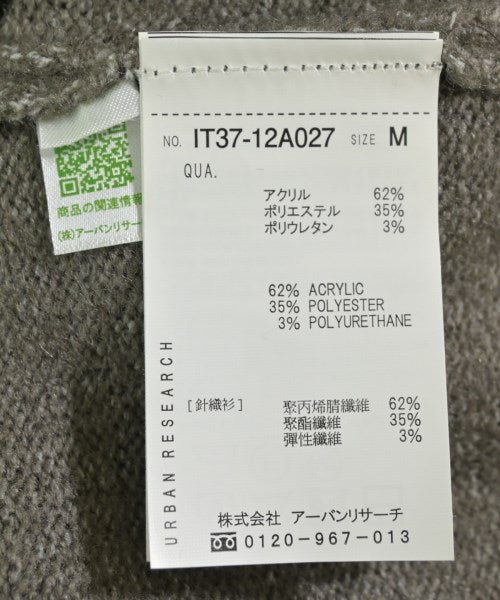 NO. IT37-12A027 SIZE M
QUA.
アクリル 62%
ポリエステル 35%
ポリウレタン 3%
62% ACRYLIC
35% POLYESTER
3% POLYURETHANE
[針織衫] 聚丙烯腈纖維 62%
聚酯纖維 35%
彈性纖維 3%
URBAN RESEARCH
株式会社 アーバンリサーチ
0120-967-013
商品の関連情報
(株)アーバンリサー